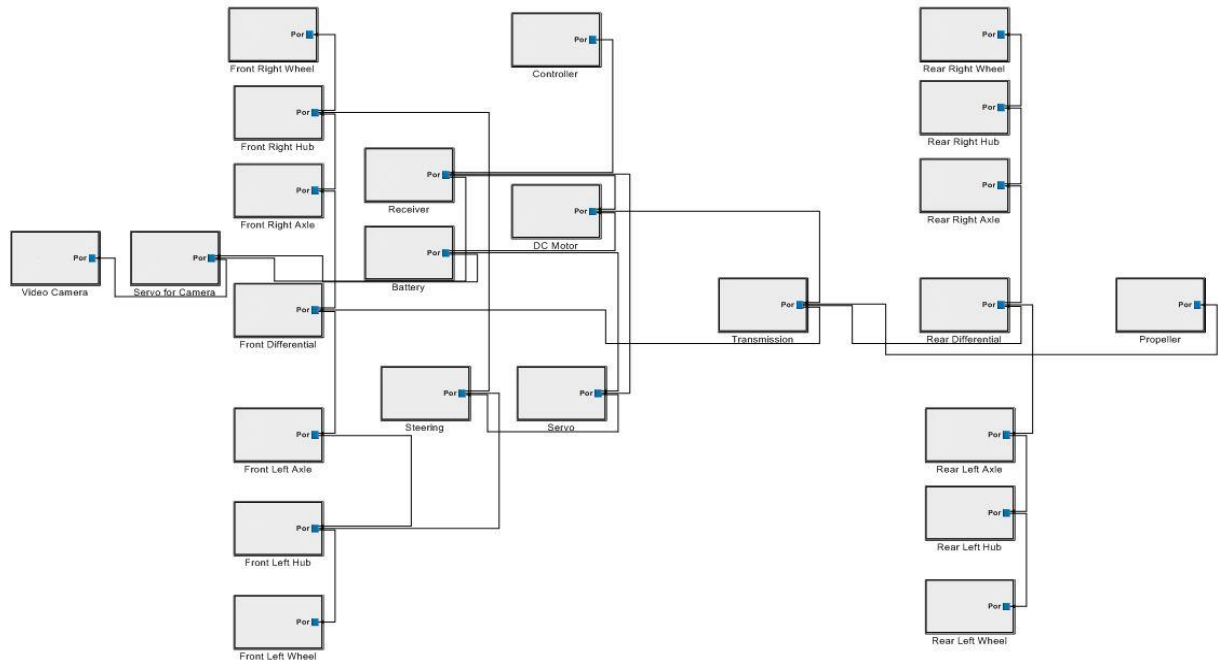 Por
Front Right Wheel
Por
Controller
Por
Rear Right Wheel
Por
Front Right Hub
Por
Rear Right Hub
Por
Receiver
Por
Front Right Axle
Por
DC Motor
Por
Rear Right Axle
Por
Video Camera
Por
Servo for Camera
Por
Battery
Por
Front Differential
Por
Transmission
Por
Rear Differential
Por
Propeller
Por
Steering
Por
Servo
Por
Front Left Axle
Por
Rear Left Axle
Por
Front Left Hub
Por
Rear Left Hub
Por
Front Left Wheel
Por
Rear Left Wheel